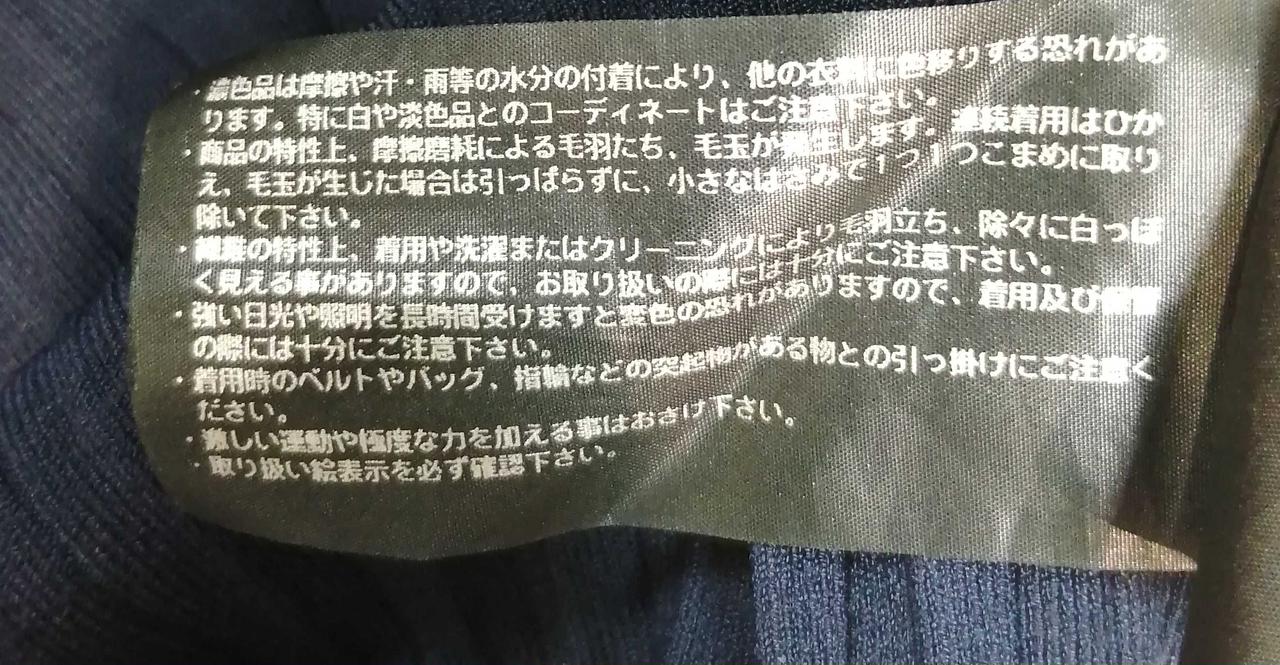 ・濃色品は摩擦や汗・雨等の水分の付着により、他の衣料に色移りする恐れがあ
ります。特に白や淡色品とのコーディネートはご注意下さい。
・商品の特性上、摩擦磨耗による毛羽たち、毛玉が発生します。連続着用はひか
え、毛玉が生じた場合は引っぱらずに、小さなはさみで1つ1つこまめに取り
除いて下さい。
・繊維の特性上、着用や洗濯またはクリーニングにより毛羽立ち、除々に白っぽ
く見える事がありますので、お取り扱いの際には十分にご注意下さい。
・強い日光や照明を長時間受けますと変色の恐れがありますので、着用及び保管
の際には十分にご注意下さい。
・着用時のベルトやバッグ、指輪などの突起物がある物との引っ掛けにご注意く
ださい。
・激しい運動や極度な力を加える事はおさけ下さい。
・取り扱い絵表示を必ず確認下さい。